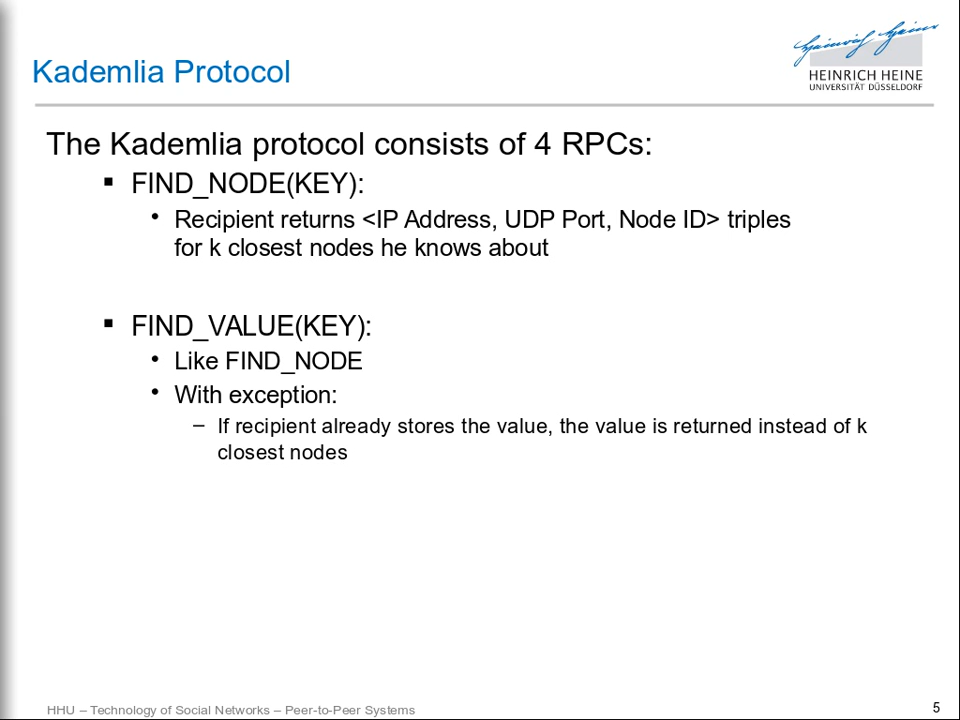 Heinrich Heine
HEINRICH HEINE
UNIVERSITÄT DÜSSELDORF
Kademlia Protocol
The Kademlia protocol consists of 4 RPCs:
▪ FIND_NODE(KEY):
• Recipient returns <IP Address, UDP Port, Node ID> triples
for k closest nodes he knows about
▪ FIND_VALUE(KEY):
• Like FIND_NODE
• With exception:
– If recipient already stores the value, the value is returned instead of k
closest nodes
HHU – Technology of Social Networks – Peer-to-Peer Systems
5